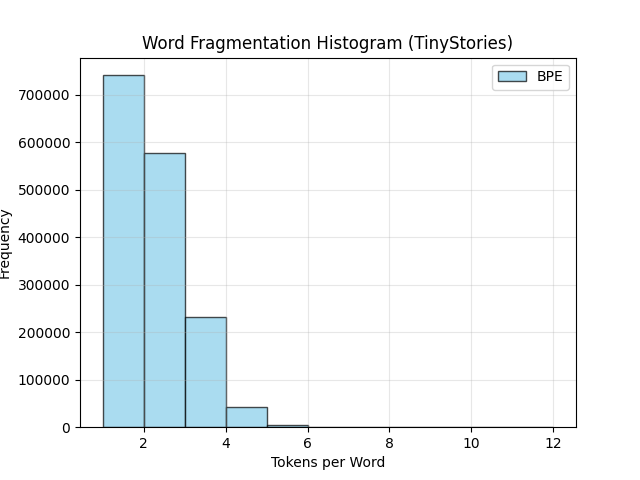 Word Fragmentation Histogram (TinyStories)
BPE
700000
600000
500000
400000
300000
200000
100000
0
Frequency
2 4 6 8 10 12
Tokens per Word